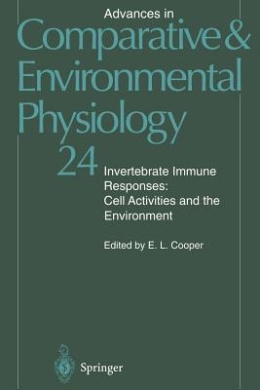 Advances in
Comparative &
Environmental
Physiology
24
Invertebrate Immune
Responses:
Cell Activities and the
Environment
Edited by E. L. Cooper
Springer